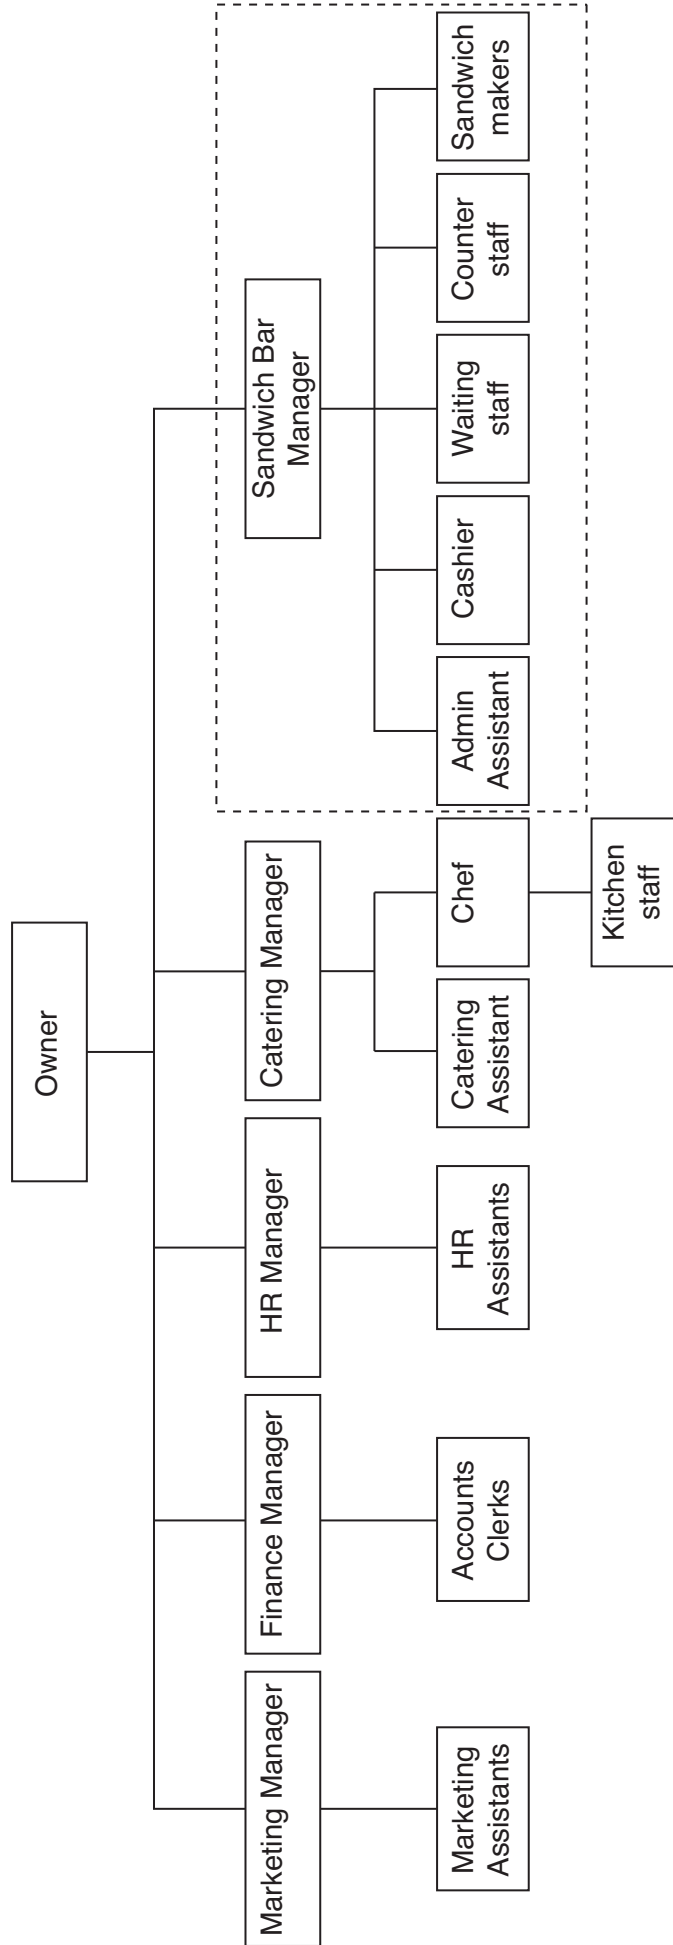 Owner
Marketing Manager
Finance Manager
HR Manager
Catering Manager
Sandwich Bar
Manager
Marketing
Assistants
Accounts
Clerks
HR
Assistants
Catering
Assistant
Chef
Admin
Assistant
Cashier
Waiting
staff
Counter
staff
Sandwich
makers
Kitchen
staff